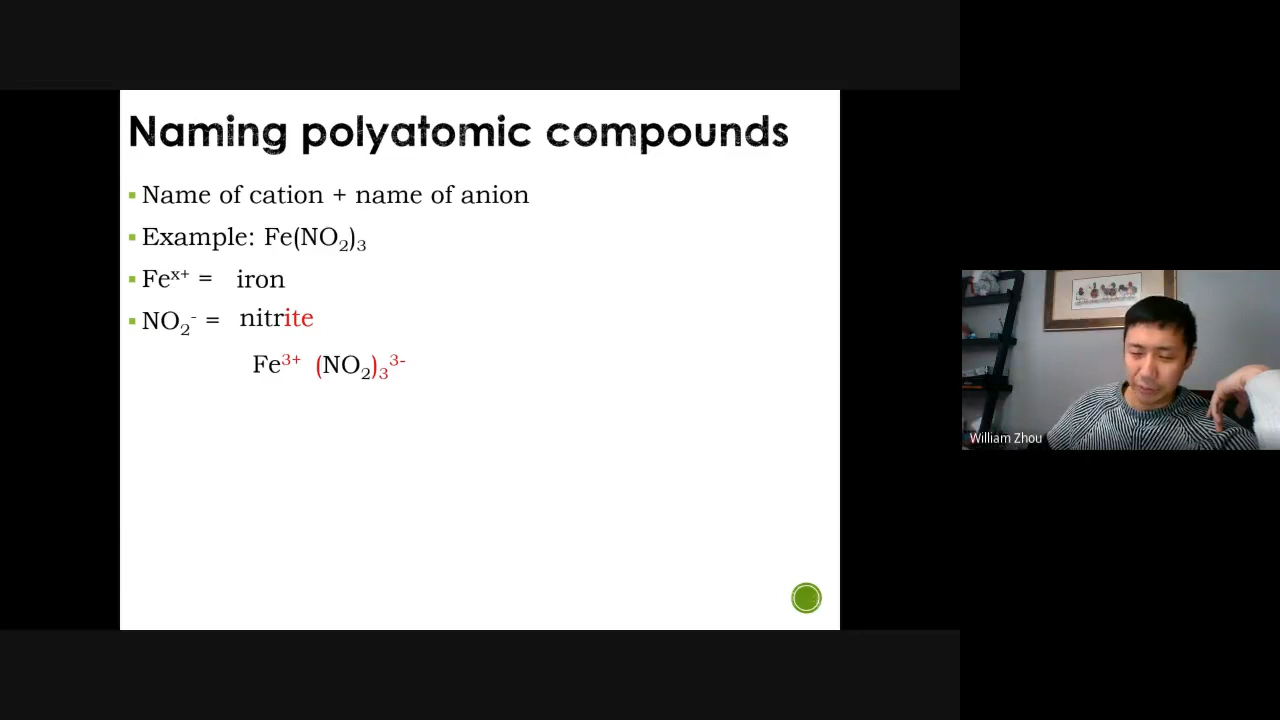 Naming polyatomic compounds
Name of cation + name of anion
Example: Fe(NO₂)₃
Feˣ⁺ = iron
NO₂⁻ = nitrite
Fe³⁺ (NO₂)₃³⁻
William Zhou